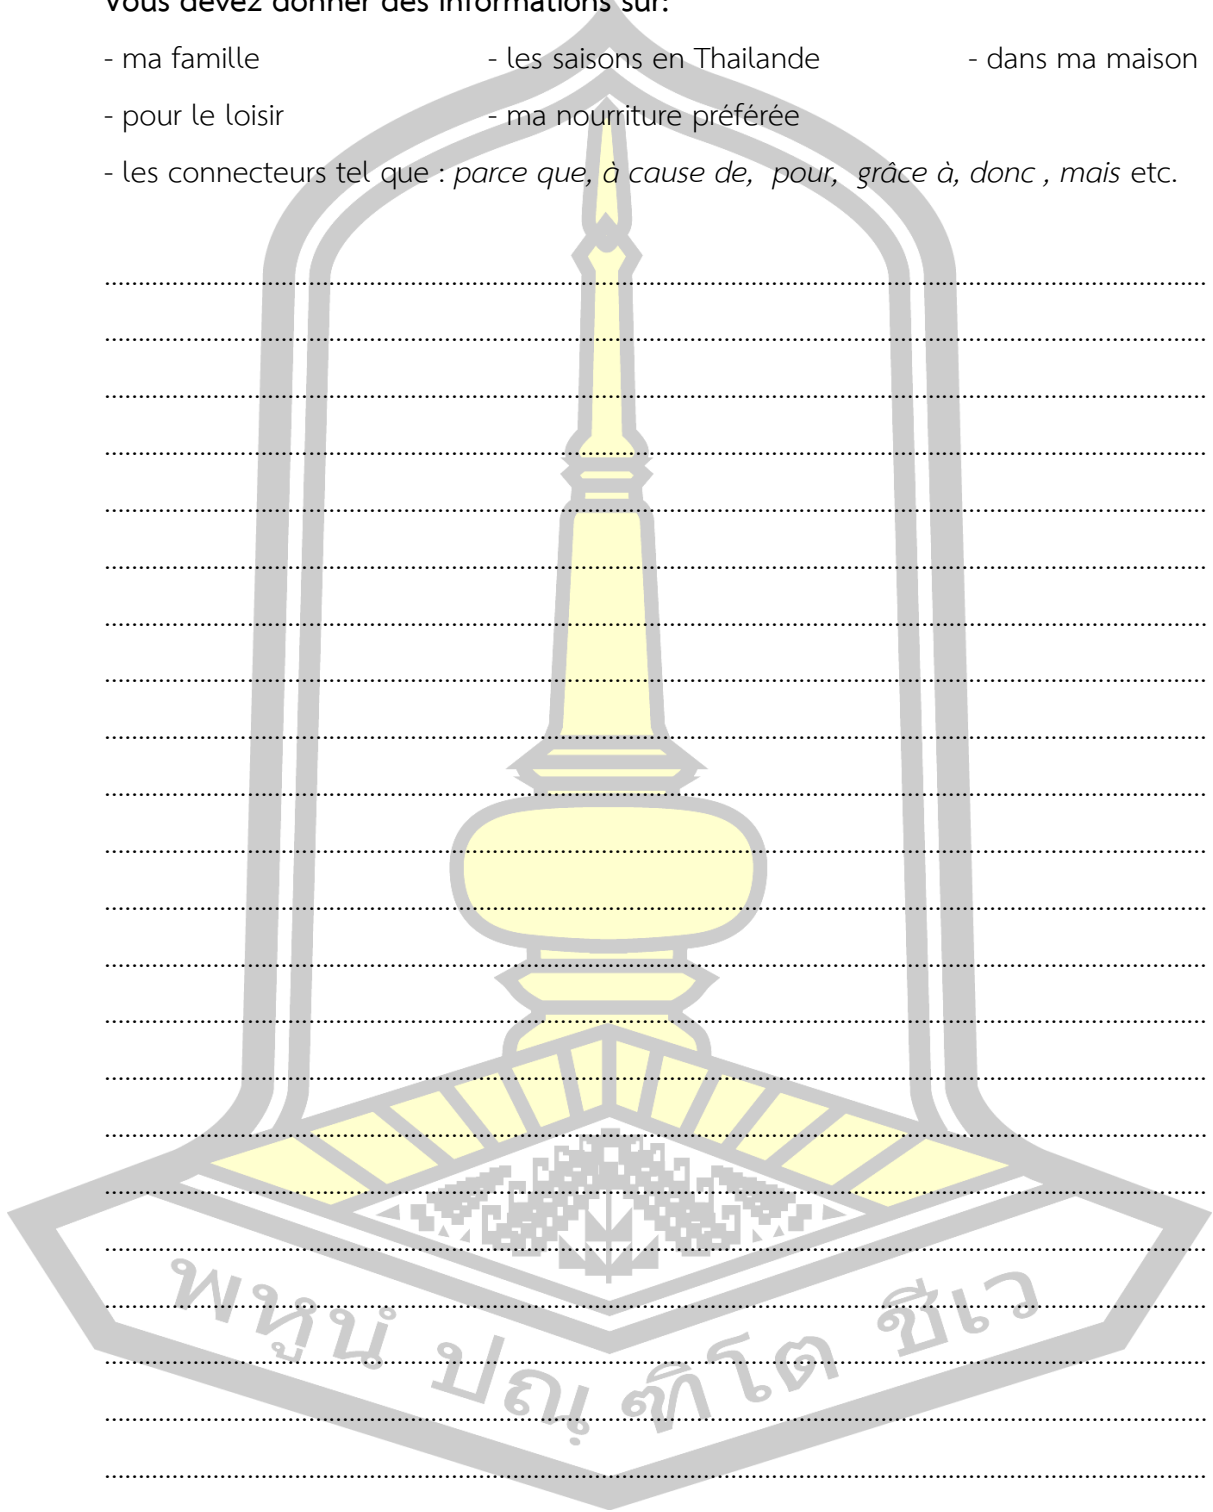 Vous devez donner des informations sur:
- ma famille - les saisons en Thailande - dans ma maison
- pour le loisir - ma nourriture préférée
- les connecteurs tel que : parce que, à cause de, pour, grâce à, donc , mais etc.
พหูนํ ปณฺฑิโต ชีเว